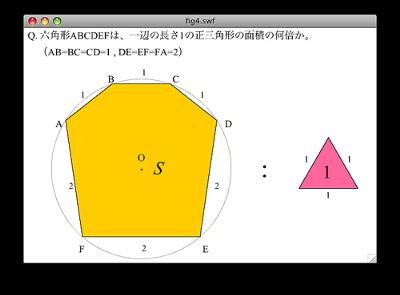 fig4.swf
Q. 六角形ABCDEFは、一辺の長さ1の正三角形の面積の何倍か。
(AB=BC=CD=1 , DE=EF=FA=2)
1
B C
1 1
A D
O
S :
1 1 1
2 2
1
2
F E